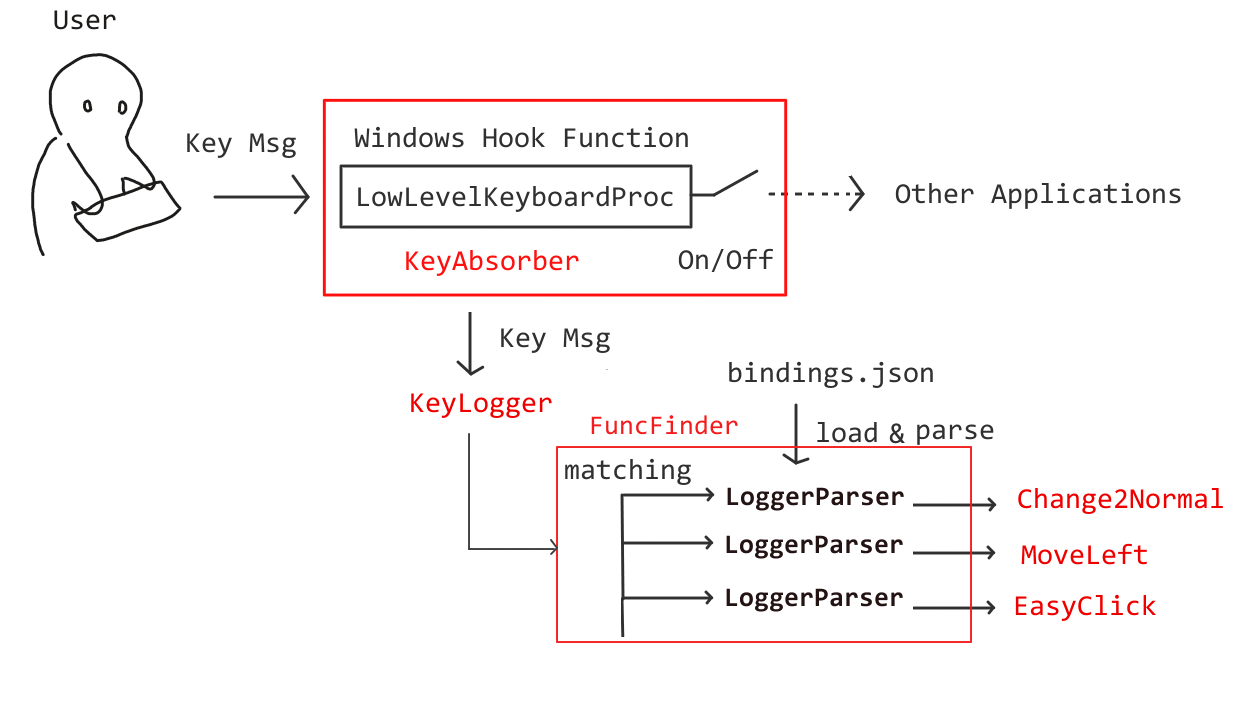 User
Key Msg
Windows Hook Function
LowLevelKeyboardProc
Other Applications
KeyAbsorber
On/Off
Key Msg
bindings.json
KeyLogger
FuncFinder
load & parse
matching
LoggerParser
Change2Normal
LoggerParser
MoveLeft
LoggerParser
EasyClick